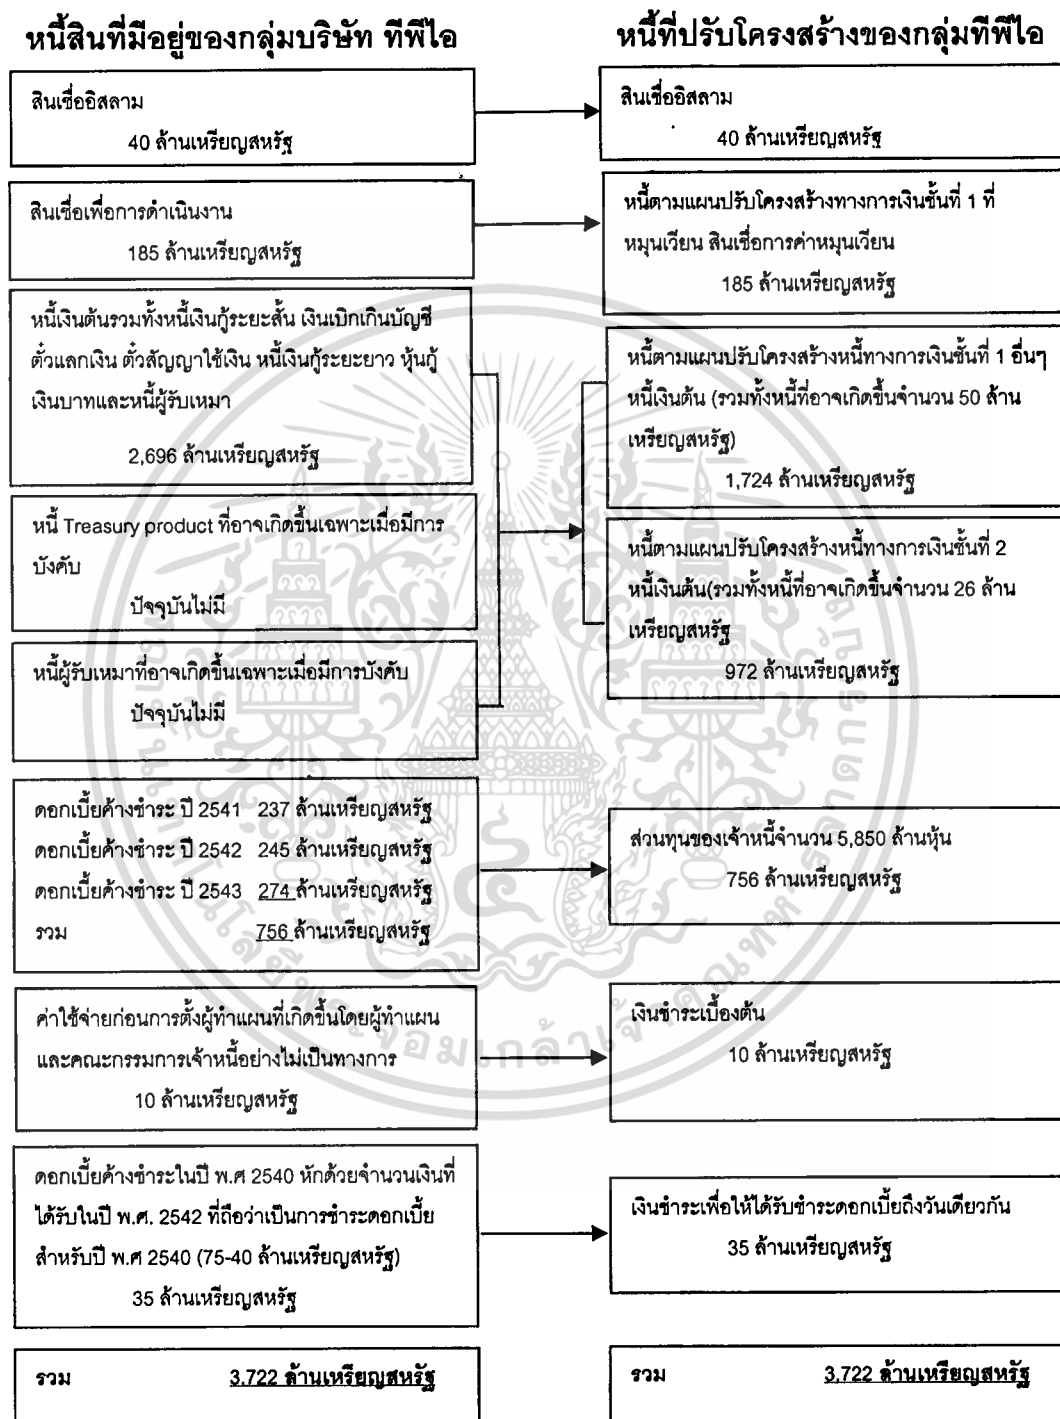 หนี้สินที่มีอยู่ของกลุ่มบริษัท ทีพีไอ
สินเชื่ออิสลาม
40 ล้านเหรียญสหรัฐ
สินเชื่อเพื่อการดำเนินงาน
185 ล้านเหรียญสหรัฐ
หนี้เงินต้นรวมทั้งหนี้เงินกู้ระยะสั้น เงินเบิกเกินบัญชี
ตั๋วแลกเงิน ตั๋วสัญญาใช้เงิน หนี้เงินกู้ระยะยาว หุ้นกู้
เงินบาทและหนี้ผู้รับเหมา
2,696 ล้านเหรียญสหรัฐ
หนี้ Treasury product ที่อาจเกิดขึ้นเฉพาะเมื่อมีการ
บังคับ
ปัจจุบันไม่มี
หนี้ผู้รับเหมาที่อาจเกิดขึ้นเฉพาะเมื่อมีการบังคับ
ปัจจุบันไม่มี
ดอกเบี้ยค้างชำระ ปี 2541 237 ล้านเหรียญสหรัฐ
ดอกเบี้ยค้างชำระ ปี 2542 245 ล้านเหรียญสหรัฐ
ดอกเบี้ยค้างชำระ ปี 2543 274 ล้านเหรียญสหรัฐ
รวม 756 ล้านเหรียญสหรัฐ
ค่าใช้จ่ายก่อนการตั้งผู้ทำแผนที่เกิดขึ้นโดยผู้ทำแผน
และคณะกรรมการเจ้าหนี้อย่างไม่เป็นทางการ
10 ล้านเหรียญสหรัฐ
ดอกเบี้ยค้างชำระในปี พ.ศ 2540 หักด้วยจำนวนเงินที่
ได้รับในปี พ.ศ. 2542 ที่ถือว่าเป็นการชำระดอกเบี้ย
สำหรับปี พ.ศ 2540 (75-40 ล้านเหรียญสหรัฐ)
35 ล้านเหรียญสหรัฐ
รวม 3.722 ล้านเหรียญสหรัฐ
หนี้ที่ปรับโครงสร้างของกลุ่มทีพีไอ
สินเชื่ออิสลาม
40 ล้านเหรียญสหรัฐ
หนี้ตามแผนปรับโครงสร้างทางการเงินชั้นที่ 1 ที่
หมุนเวียน สินเชื่อการค่าหมุนเวียน
185 ล้านเหรียญสหรัฐ
หนี้ตามแผนปรับโครงสร้างหนี้ทางการเงินชั้นที่ 1 อื่นๆ
หนี้เงินต้น (รวมทั้งหนี้ที่อาจเกิดขึ้นจำนวน 50 ล้าน
เหรียญสหรัฐ)
1,724 ล้านเหรียญสหรัฐ
หนี้ตามแผนปรับโครงสร้างหนี้ทางการเงินชั้นที่ 2
หนี้เงินต้น(รวมทั้งหนี้ที่อาจเกิดขึ้นจำนวน 26 ล้าน
เหรียญสหรัฐ
972 ล้านเหรียญสหรัฐ
ส่วนทุนของเจ้าหนี้จำนวน 5,850 ล้านหุ้น
756 ล้านเหรียญสหรัฐ
เงินชำระเบื้องต้น
10 ล้านเหรียญสหรัฐ
เงินชำระเพื่อให้ได้รับชำระดอกเบี้ยถึงวันเดียวกัน
35 ล้านเหรียญสหรัฐ
รวม 3.722 ล้านเหรียญสหรัฐ